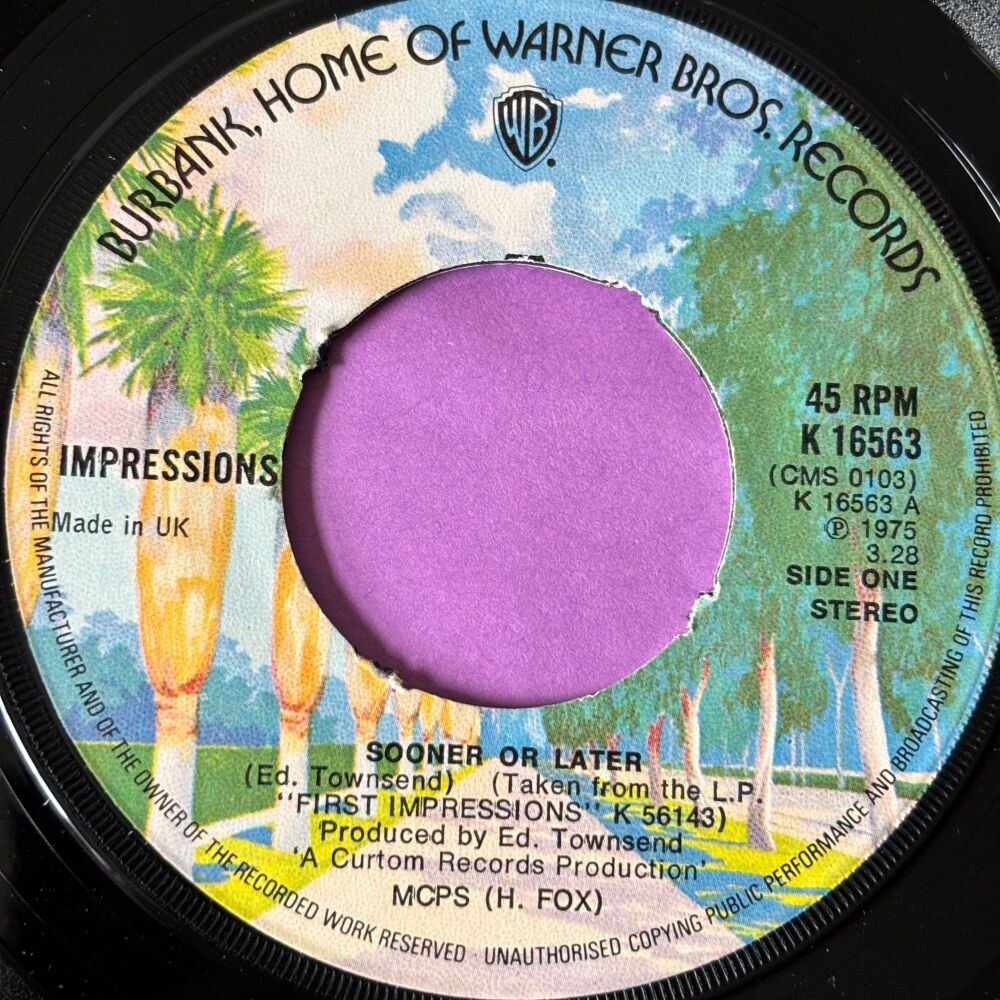 BURBANK, HOME OF WARNER BROS. RECORDS
WB
IMPRESSIONS
Made in UK
45 RPM
K 16563
(CMS 0103)
K 16563 A
Ⓟ 1975
3.28
SIDE ONE
STEREO
SOONER OR LATER
(Ed. Townsend) (Taken from the L.P.
"FIRST IMPRESSIONS" K 56143)
Produced by Ed. Townsend
'A Curtom Records Production'
MCPS (H. FOX)
ALL RIGHTS OF THE MANUFACTURER AND OF THE OWNER OF THE RECORDED WORK RESERVED · UNAUTHORISED COPYING PUBLIC PERFORMANCE AND BROADCASTING OF THIS RECORD PROHIBITED